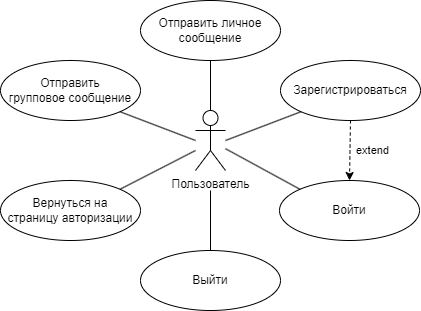 Отправить личное
сообщение
Отправить
групповое сообщение
Зарегистрироваться
extend
Пользователь
Вернуться на
страницу авторизации
Войти
Выйти